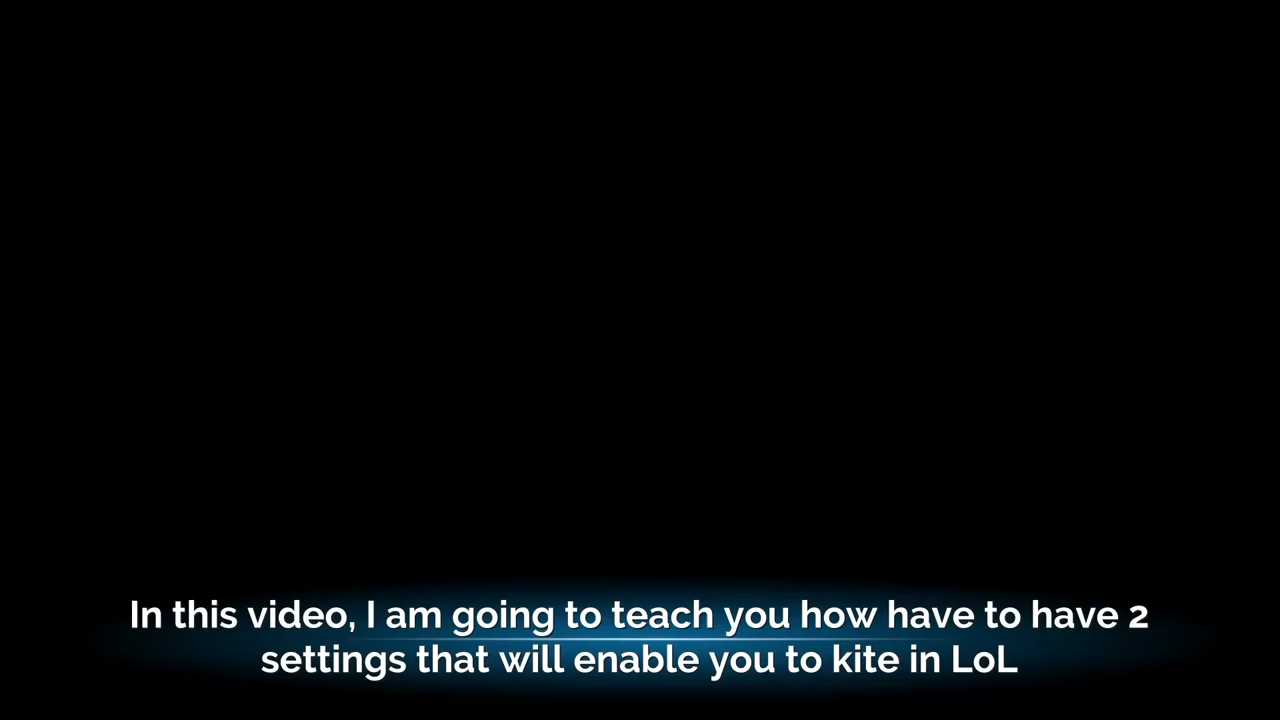 In this video, I am going to teach you how have to have 2
settings that will enable you to kite in LoL